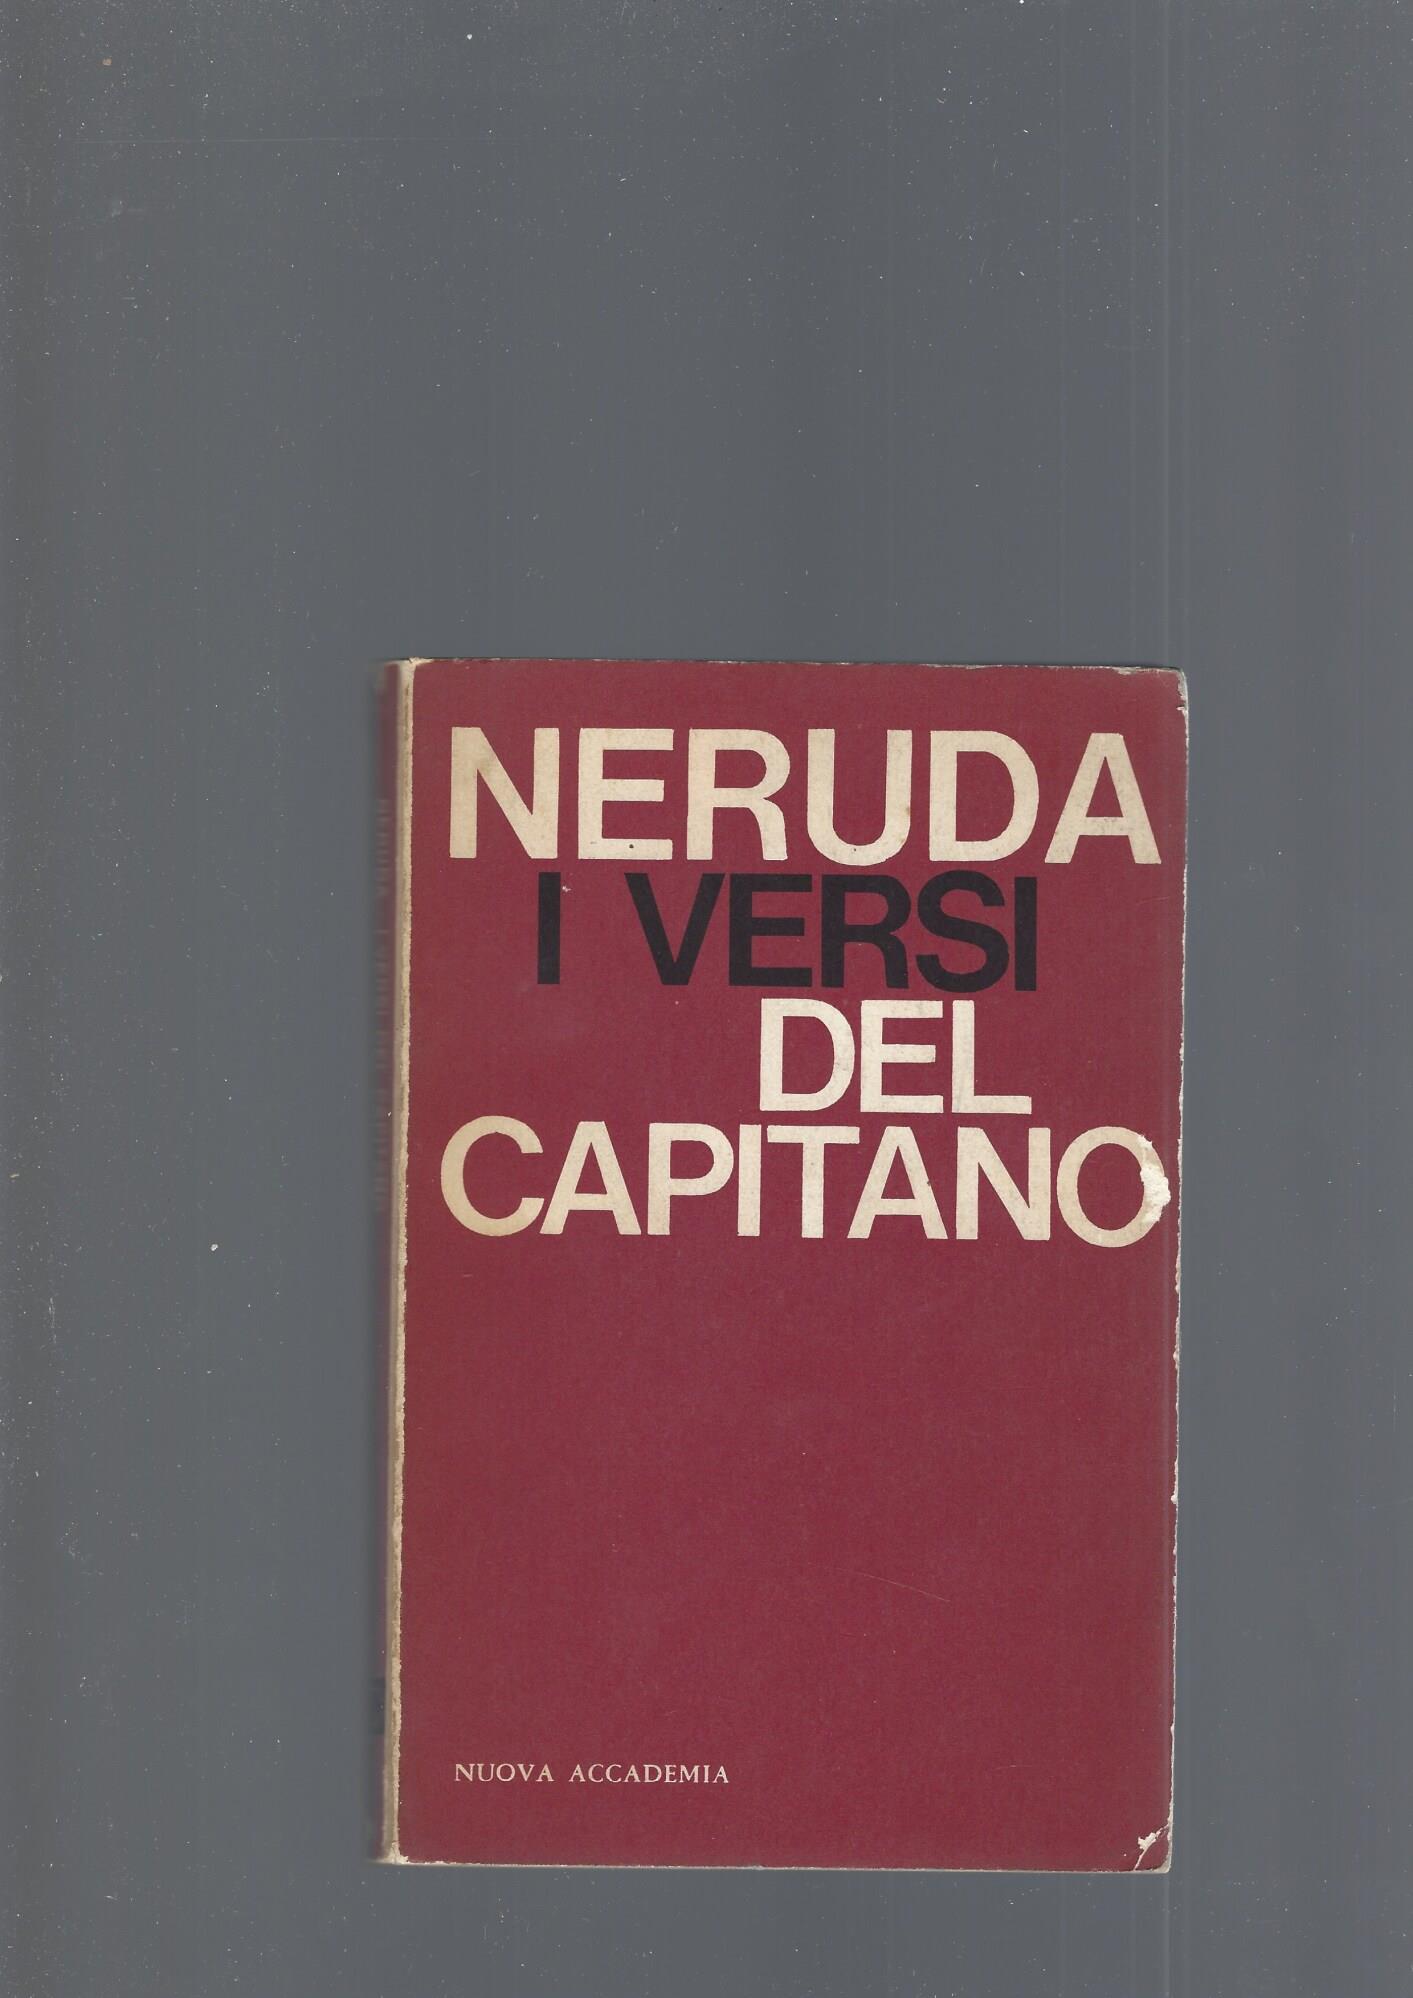 NERUDA
I VERSI
DEL
CAPITANO
NUOVA ACCADEMIA